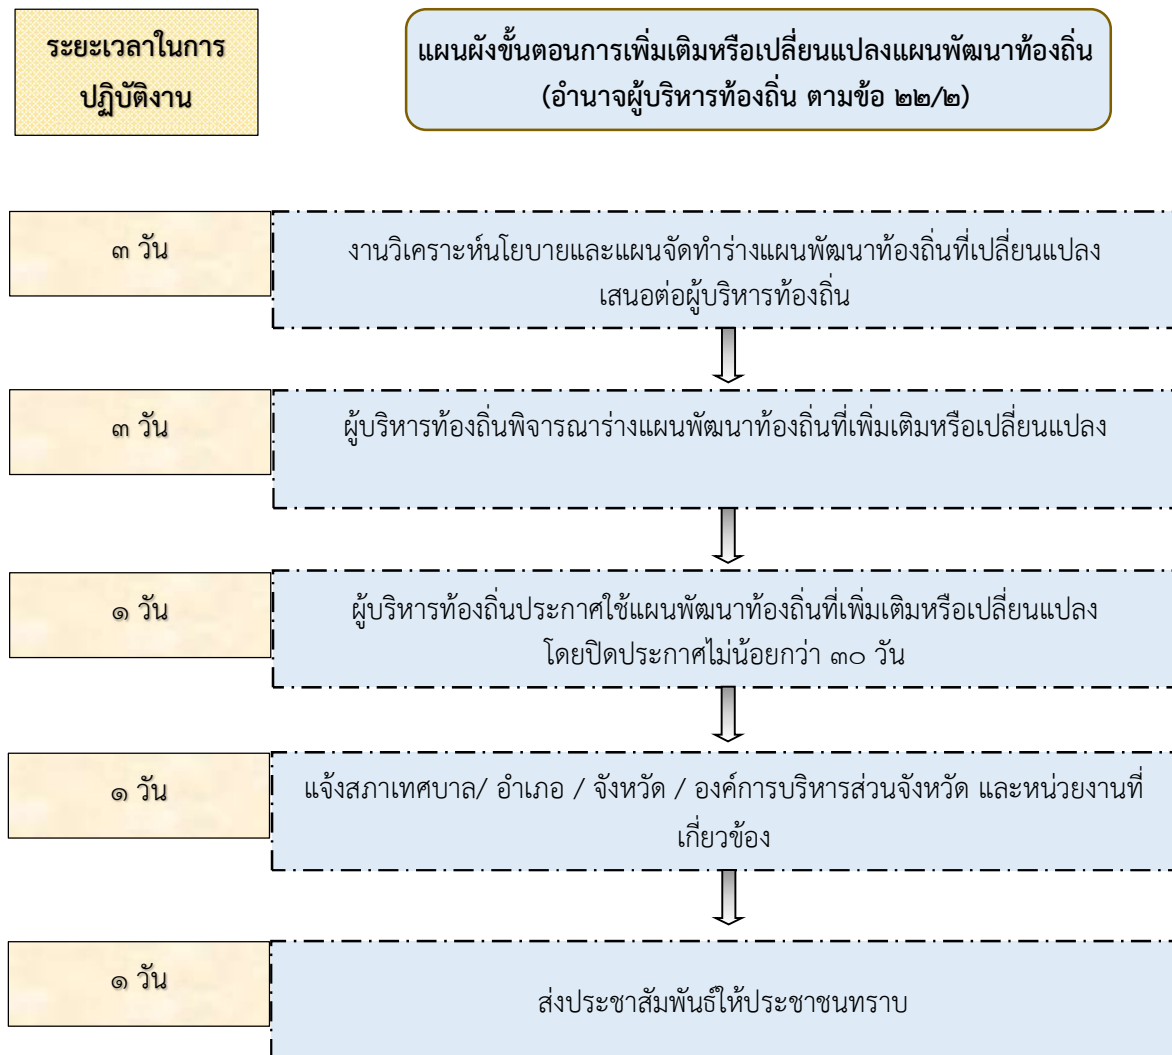 ระยะเวลาในการ
ปฏิบัติงาน
แผนผังขั้นตอนการเพิ่มเติมหรือเปลี่ยนแปลงแผนพัฒนาท้องถิ่น
(อำนาจผู้บริหารท้องถิ่น ตามข้อ ๒๒/๒)
๓ วัน
งานวิเคราะห์นโยบายและแผนจัดทำร่างแผนพัฒนาท้องถิ่นที่เปลี่ยนแปลง
เสนอต่อผู้บริหารท้องถิ่น
๓ วัน
ผู้บริหารท้องถิ่นพิจารณาร่างแผนพัฒนาท้องถิ่นที่เพิ่มเติมหรือเปลี่ยนแปลง
๑ วัน
ผู้บริหารท้องถิ่นประกาศใช้แผนพัฒนาท้องถิ่นที่เพิ่มเติมหรือเปลี่ยนแปลง
โดยปิดประกาศไม่น้อยกว่า ๓๐ วัน
๑ วัน
แจ้งสภาเทศบาล/ อำเภอ / จังหวัด / องค์การบริหารส่วนจังหวัด และหน่วยงานที่
เกี่ยวข้อง
๑ วัน
ส่งประชาสัมพันธ์ให้ประชาชนทราบ